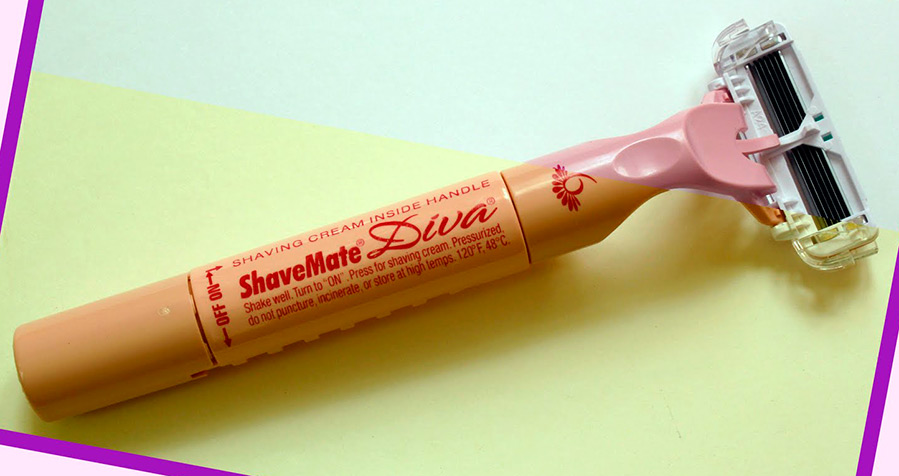 SHAVING CREAM INSIDE HANDLE
ShaveMate® Diva®
Shake well. Turn to "ON". Press for shaving cream. Pressurized,
do not puncture, incinerate, or store at high temps. 120°F, 48°C.
OFF ON